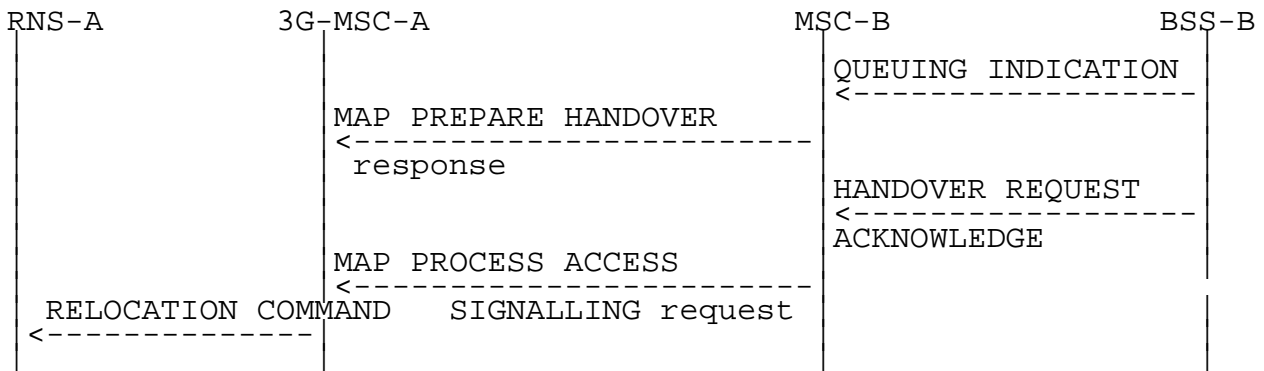 RNS-A 3G-MSC-A MSC-B BSS-B
QUEUING INDICATION
MAP PREPARE HANDOVER
response
HANDOVER REQUEST
ACKNOWLEDGE
MAP PROCESS ACCESS
RELOCATION COMMAND SIGNALLING request